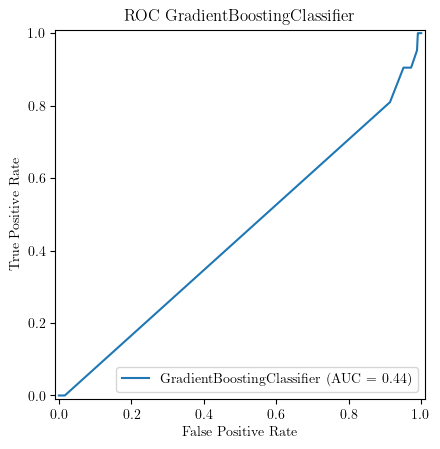 ROC GradientBoostingClassifier
1.0
0.8
0.6
0.4
0.2
0.0
True Positive Rate
GradientBoostingClassifier (AUC = 0.44)
0.0 0.2 0.4 0.6 0.8 1.0
False Positive Rate